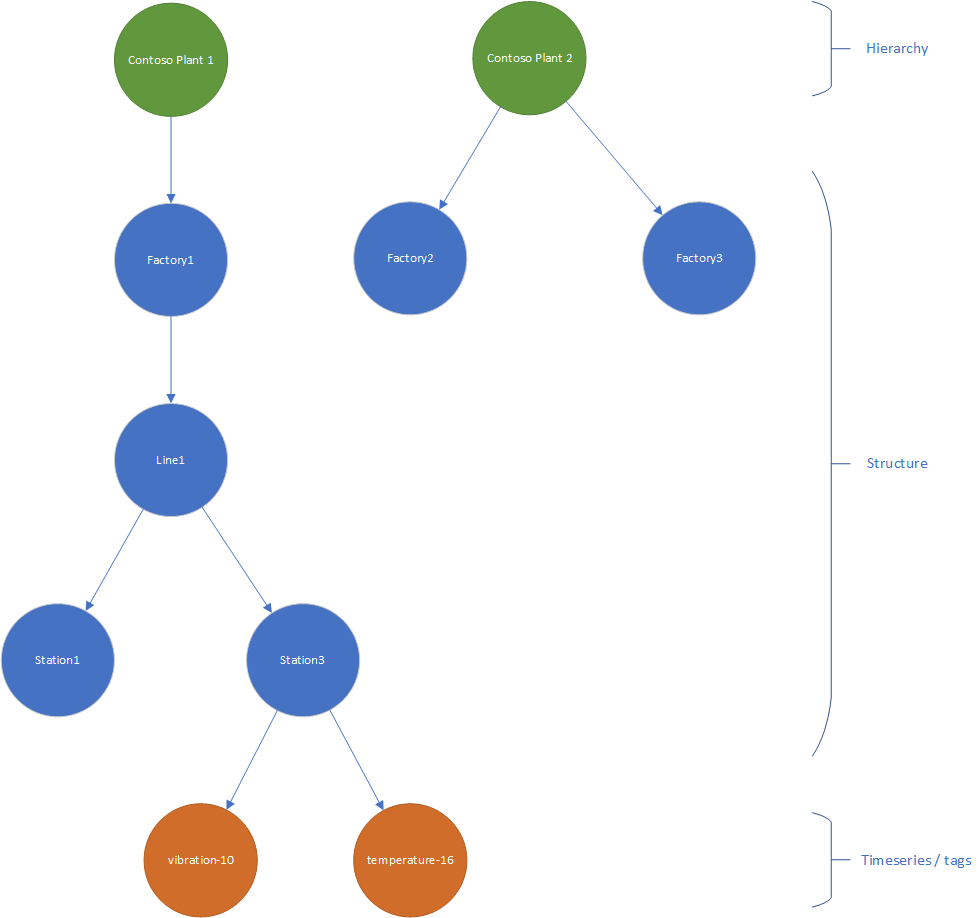 Contoso Plant 1
Contoso Plant 2
Hierarchy
Factory1
Factory2
Factory3
Line1
Structure
Station1
Station3
vibration-10
temperature-16
Timeseries / tags